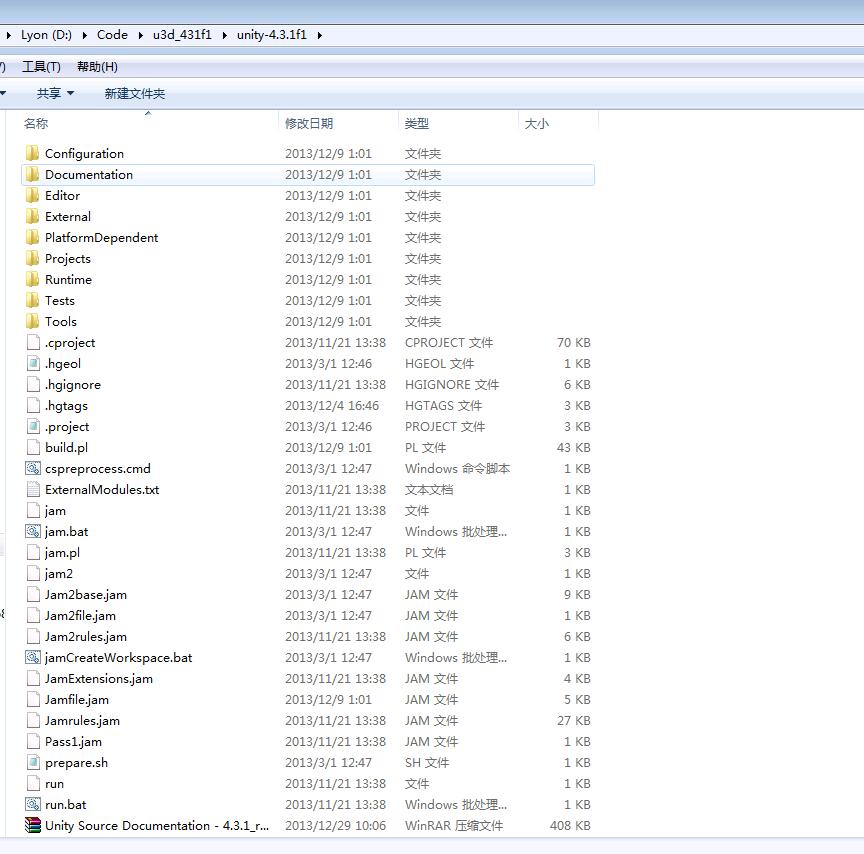 Lyon (D:) Code u3d_431f1 unity-4.3.1f1
) 工具(T) 帮助(H)
共享 新建文件夹
名称 修改日期 类型 大小
Configuration 2013/12/9 1:01 文件夹
Documentation 2013/12/9 1:01 文件夹
Editor 2013/12/9 1:01 文件夹
External 2013/12/9 1:01 文件夹
PlatformDependent 2013/12/9 1:01 文件夹
Projects 2013/12/9 1:01 文件夹
Runtime 2013/12/9 1:01 文件夹
Tests 2013/12/9 1:01 文件夹
Tools 2013/12/9 1:01 文件夹
.cproject 2013/11/21 13:38 CPROJECT 文件 70 KB
.hgeol 2013/3/1 12:46 HGEOL 文件 1 KB
.hgignore 2013/11/21 13:38 HGIGNORE 文件 6 KB
.hgtags 2013/12/4 16:46 HGTAGS 文件 3 KB
.project 2013/3/1 12:46 PROJECT 文件 3 KB
build.pl 2013/12/9 1:01 PL 文件 43 KB
cspreprocess.cmd 2013/3/1 12:47 Windows 命令脚本 1 KB
ExternalModules.txt 2013/11/21 13:38 文本文档 1 KB
jam 2013/11/21 13:38 文件 1 KB
jam.bat 2013/3/1 12:47 Windows 批处理... 1 KB
jam.pl 2013/11/21 13:38 PL 文件 3 KB
jam2 2013/3/1 12:47 文件 1 KB
Jam2base.jam 2013/3/1 12:47 JAM 文件 9 KB
Jam2file.jam 2013/3/1 12:47 JAM 文件 1 KB
Jam2rules.jam 2013/11/21 13:38 JAM 文件 6 KB
jamCreateWorkspace.bat 2013/3/1 12:47 Windows 批处理... 1 KB
JamExtensions.jam 2013/11/21 13:38 JAM 文件 4 KB
Jamfile.jam 2013/12/9 1:01 JAM 文件 5 KB
Jamrules.jam 2013/11/21 13:38 JAM 文件 27 KB
Pass1.jam 2013/11/21 13:38 JAM 文件 1 KB
prepare.sh 2013/3/1 12:47 SH 文件 1 KB
run 2013/11/21 13:38 文件 1 KB
run.bat 2013/11/21 13:38 Windows 批处理... 1 KB
Unity Source Documentation - 4.3.1_r... 2013/12/29 10:06 WinRAR 压缩文件 408 KB